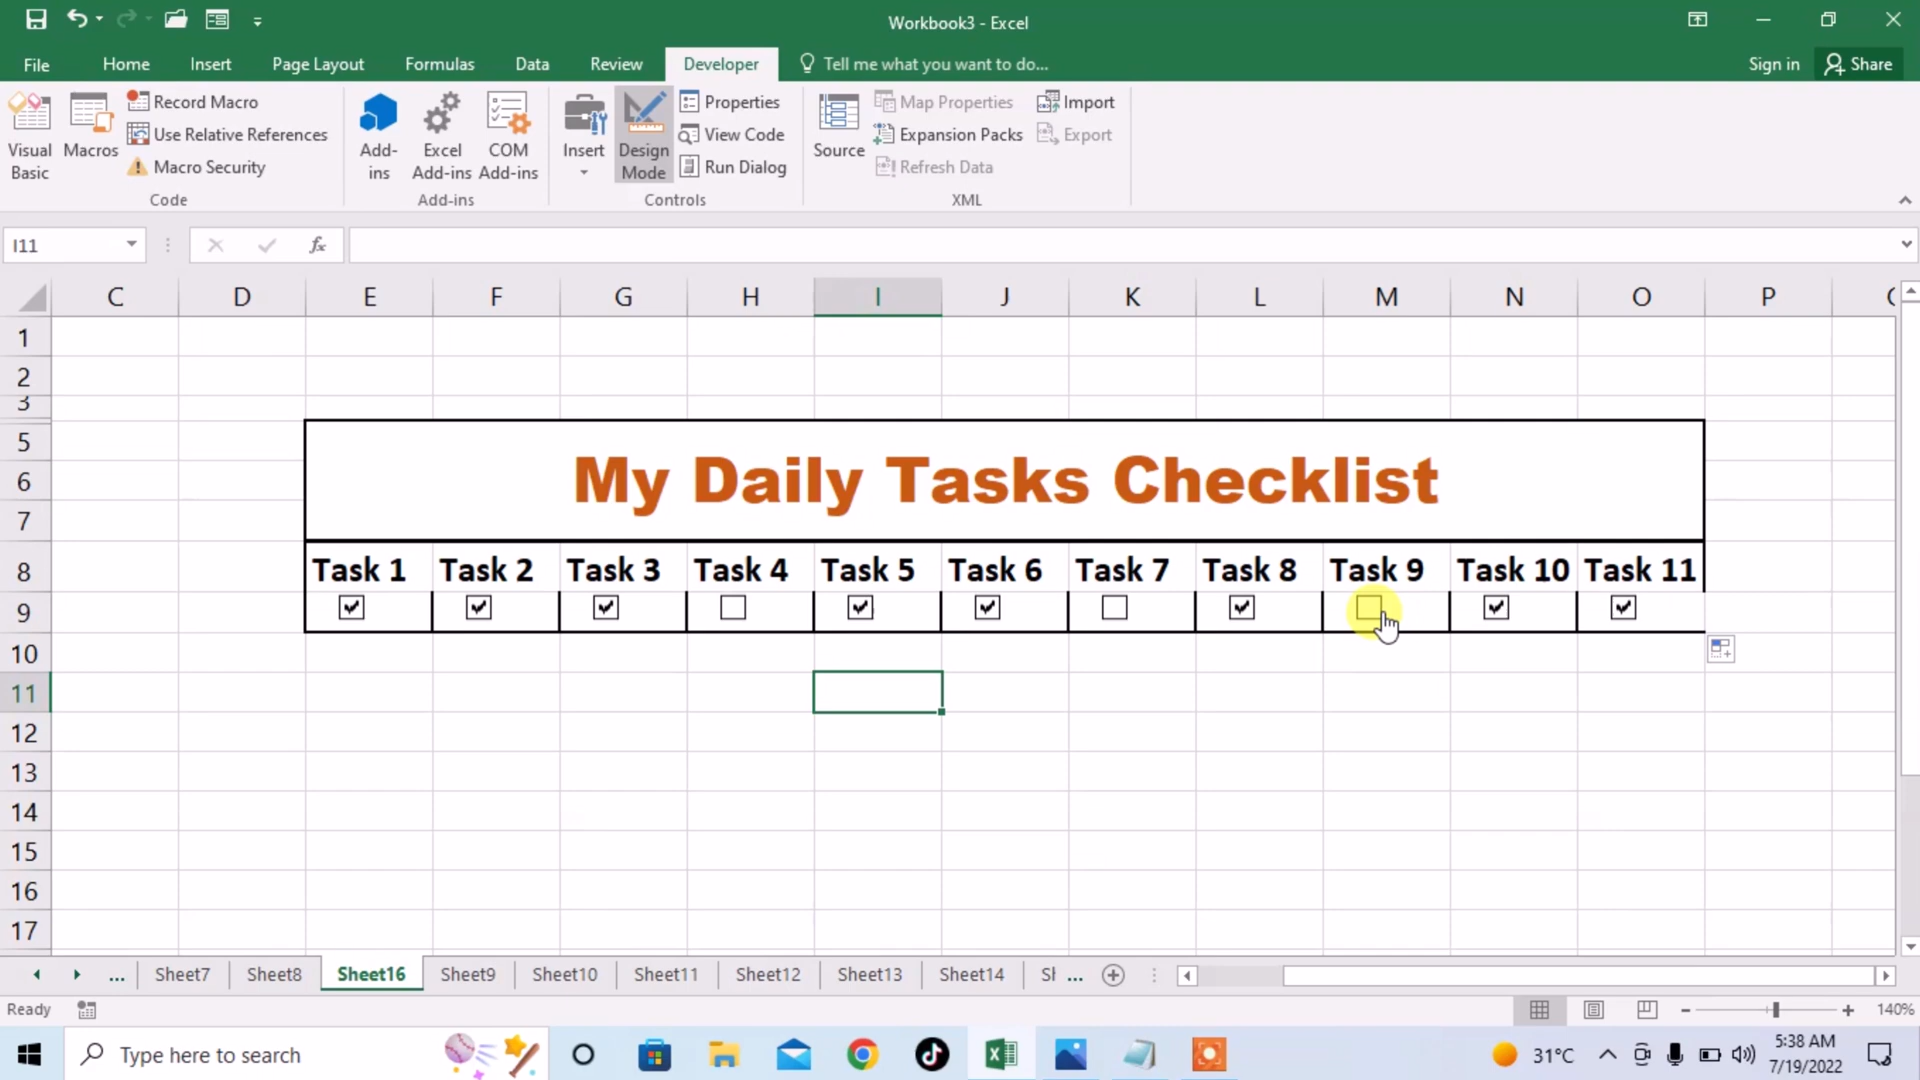 Workbook3 - Excel
File Home Insert Page Layout Formulas Data Review Developer Tell me what you want to do... Sign in Share
Visual Basic
Macros
Record Macro
Use Relative References
Macro Security
Code
Add-ins
Excel Add-ins
COM Add-ins
Add-ins
Insert
Design Mode
Properties
View Code
Run Dialog
Controls
Source
Map Properties
Expansion Packs
Refresh Data
Import
Export
XML
I11
fx
C D E F G H I J K L M N O P
1
2
3
5
6
7
My Daily Tasks Checklist
8 Task 1 Task 2 Task 3 Task 4 Task 5 Task 6 Task 7 Task 8 Task 9 Task 10 Task 11
9
10
11
12
13
14
15
16
17
... Sheet7 Sheet8 Sheet16 Sheet9 Sheet10 Sheet11 Sheet12 Sheet13 Sheet14 ...
Ready 140%
Type here to search
31°C
5:38 AM
7/19/2022